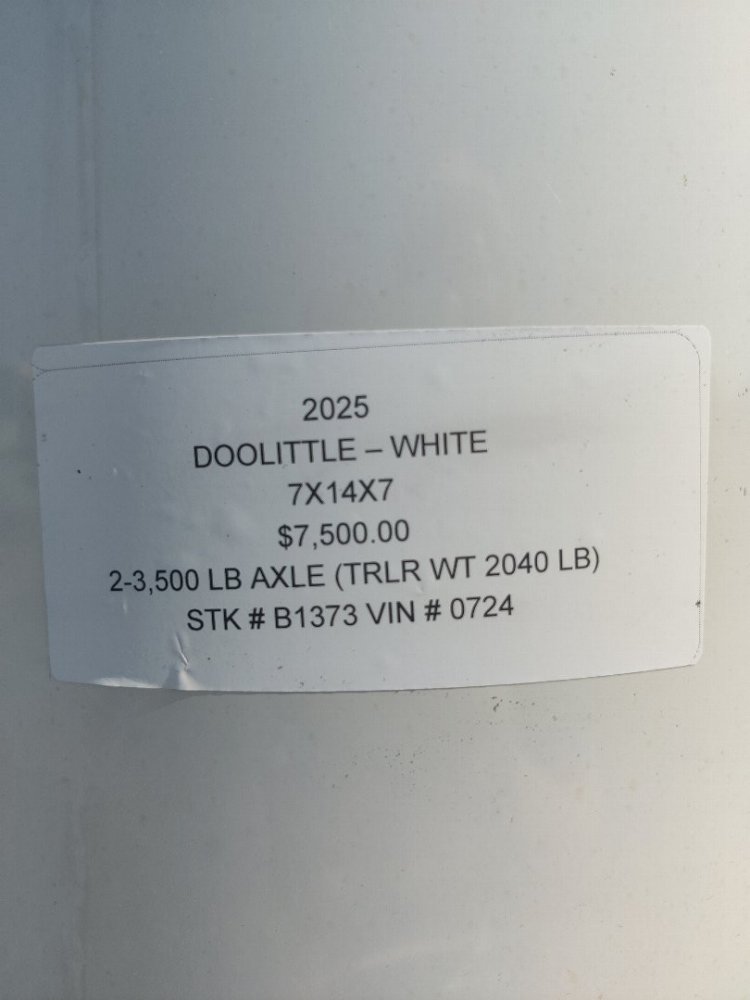 2025
DOOLITTLE – WHITE
7X14X7
$7,500.00
2-3,500 LB AXLE (TRLR WT 2040 LB)
STK # B1373 VIN # 0724